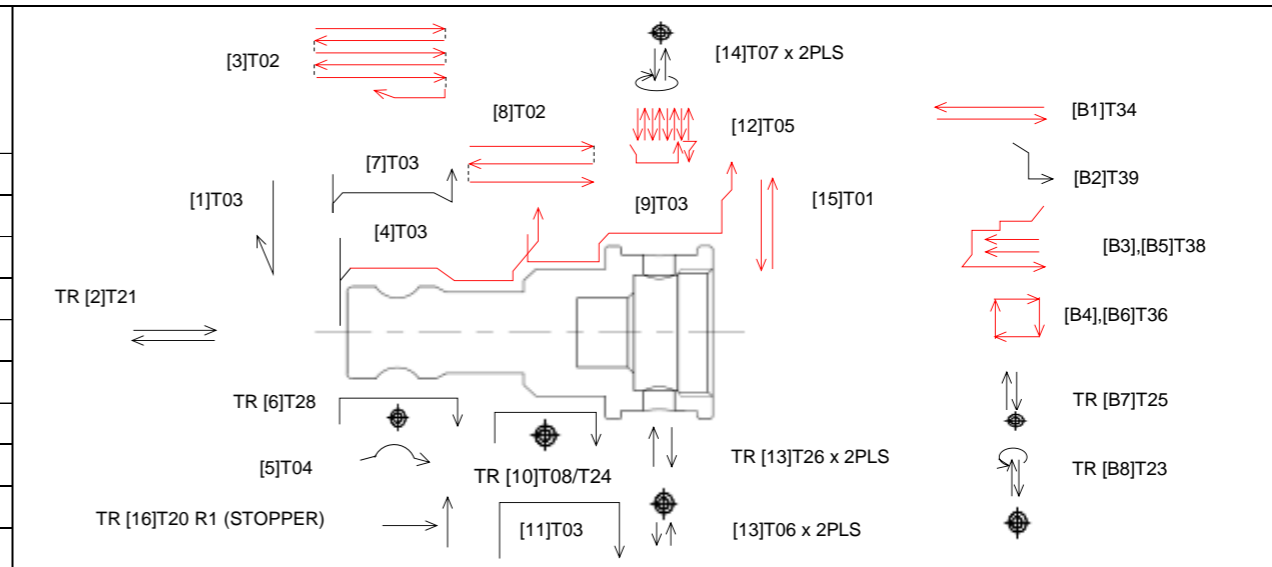 [3]T02
[14]T07 x 2PLS
[8]T02
[12]T05
[B1]T34
[7]T03
[B2]T39
[1]T03
[9]T03
[15]T01
[4]T03
[B3],[B5]T38
TR [2]T21
[B4],[B6]T36
TR [6]T28
TR [B7]T25
[5]T04
TR [10]T08/T24
TR [13]T26 x 2PLS
TR [B8]T23
TR [16]T20 R1 (STOPPER)
[11]T03
[13]T06 x 2PLS